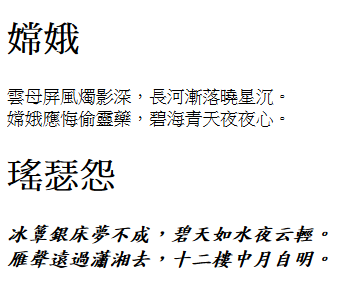 嫦娥
雲母屏風燭影深，長河漸落曉星沉。
嫦娥應悔偷靈藥，碧海青天夜夜心。
瑤瑟怨
冰簟銀床夢不成，碧天如水夜云輕。
雁聲遠過瀟湘去，十二樓中月自明。